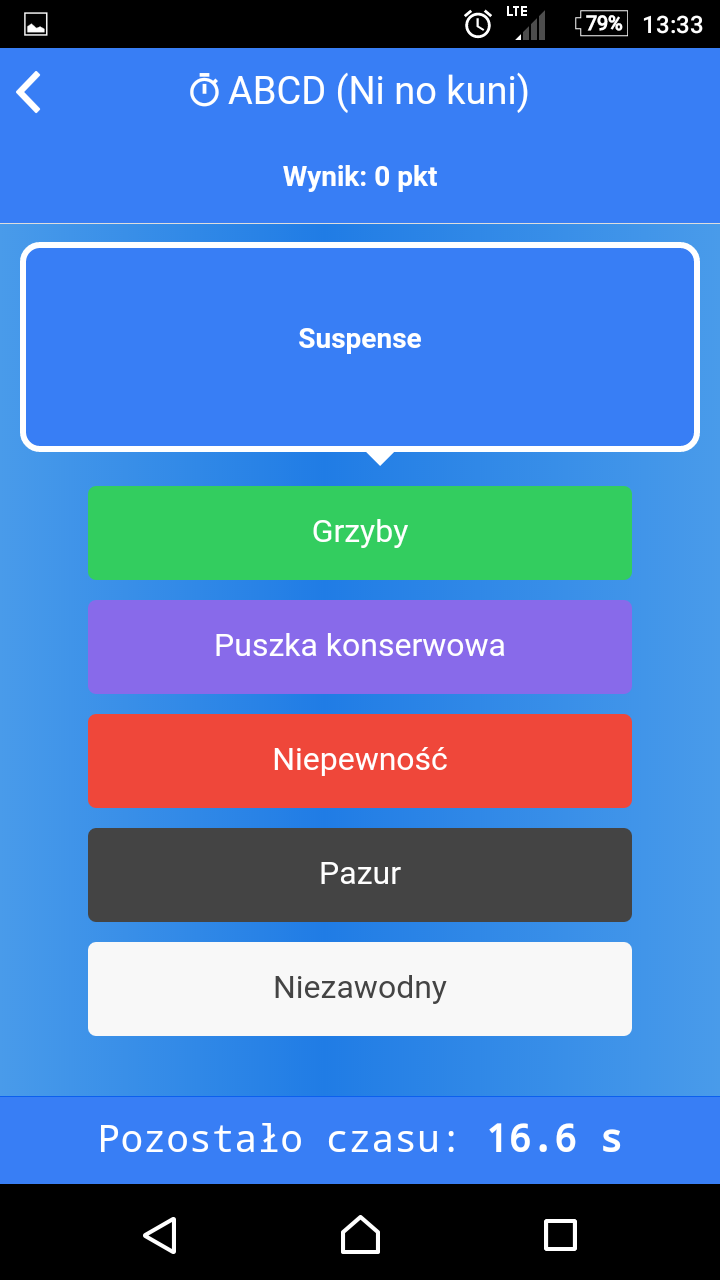 LTE
79%
13:33
ABCD (Ni no kuni)
Wynik: 0 pkt
Suspense
Grzyby
Puszka konserwowa
Niepewność
Pazur
Niezawodny
Pozostało czasu: 16.6 s